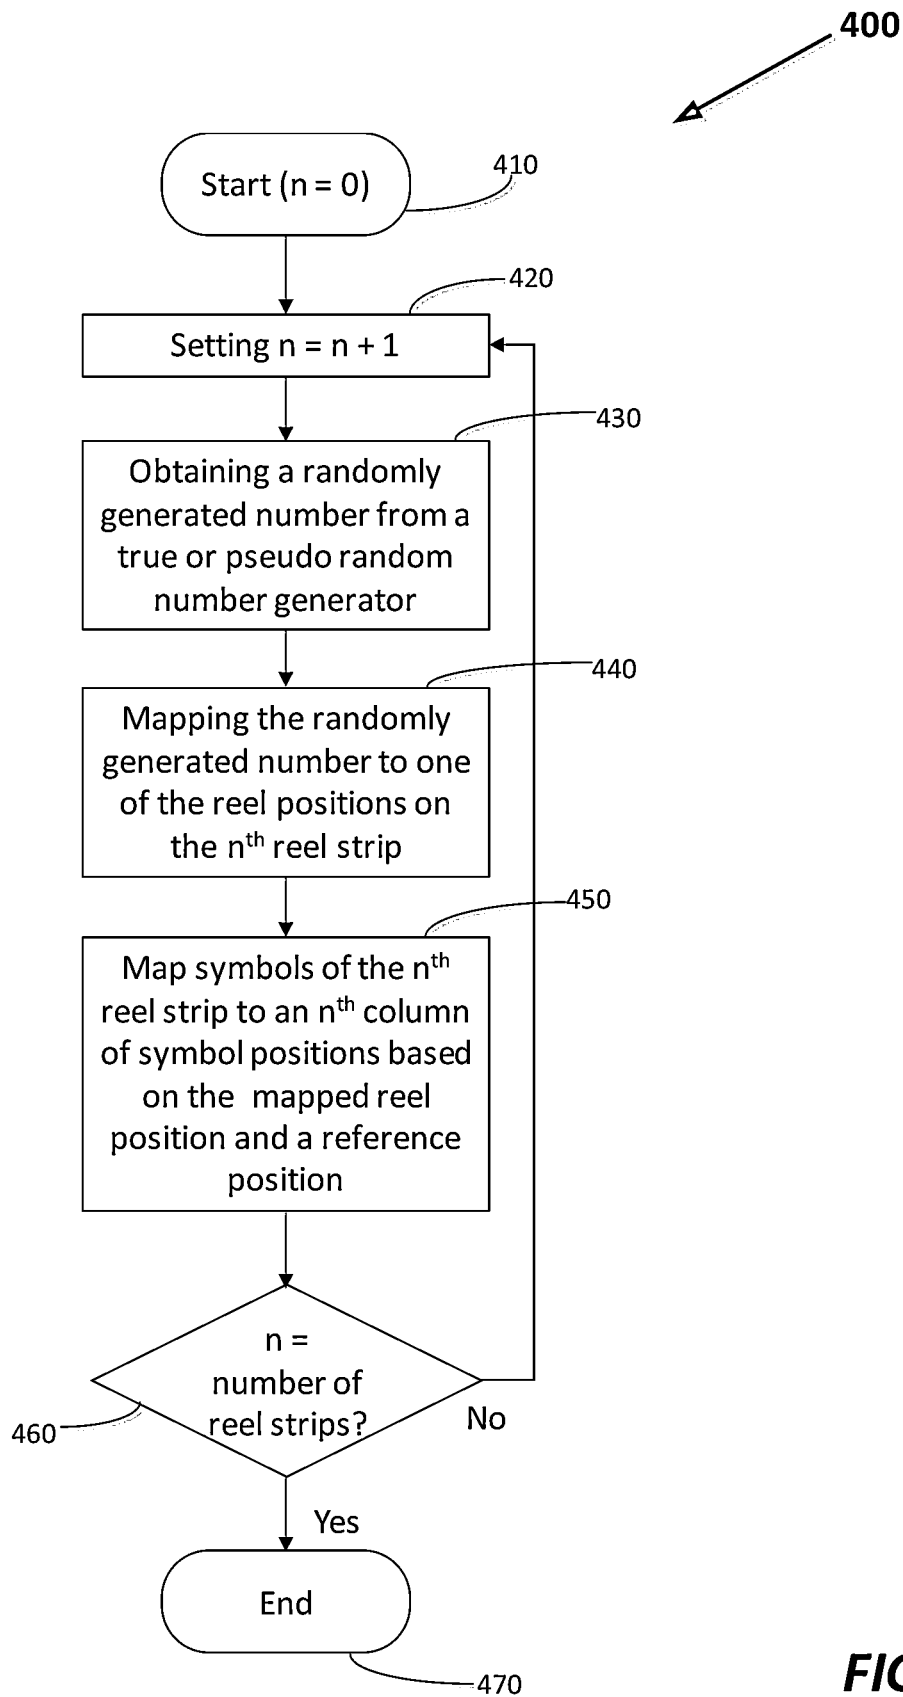 400
Start (n = 0)
410
420
Setting n = n + 1
430
Obtaining a randomly
generated number from a
true or pseudo random
number generator
440
Mapping the randomly
generated number to one
of the reel positions on
the nth reel strip
450
Map symbols of the nth
reel strip to an nth column
of symbol positions based
on the mapped reel
position and a reference
position
n =
number of
reel strips?
460
No
Yes
End
470